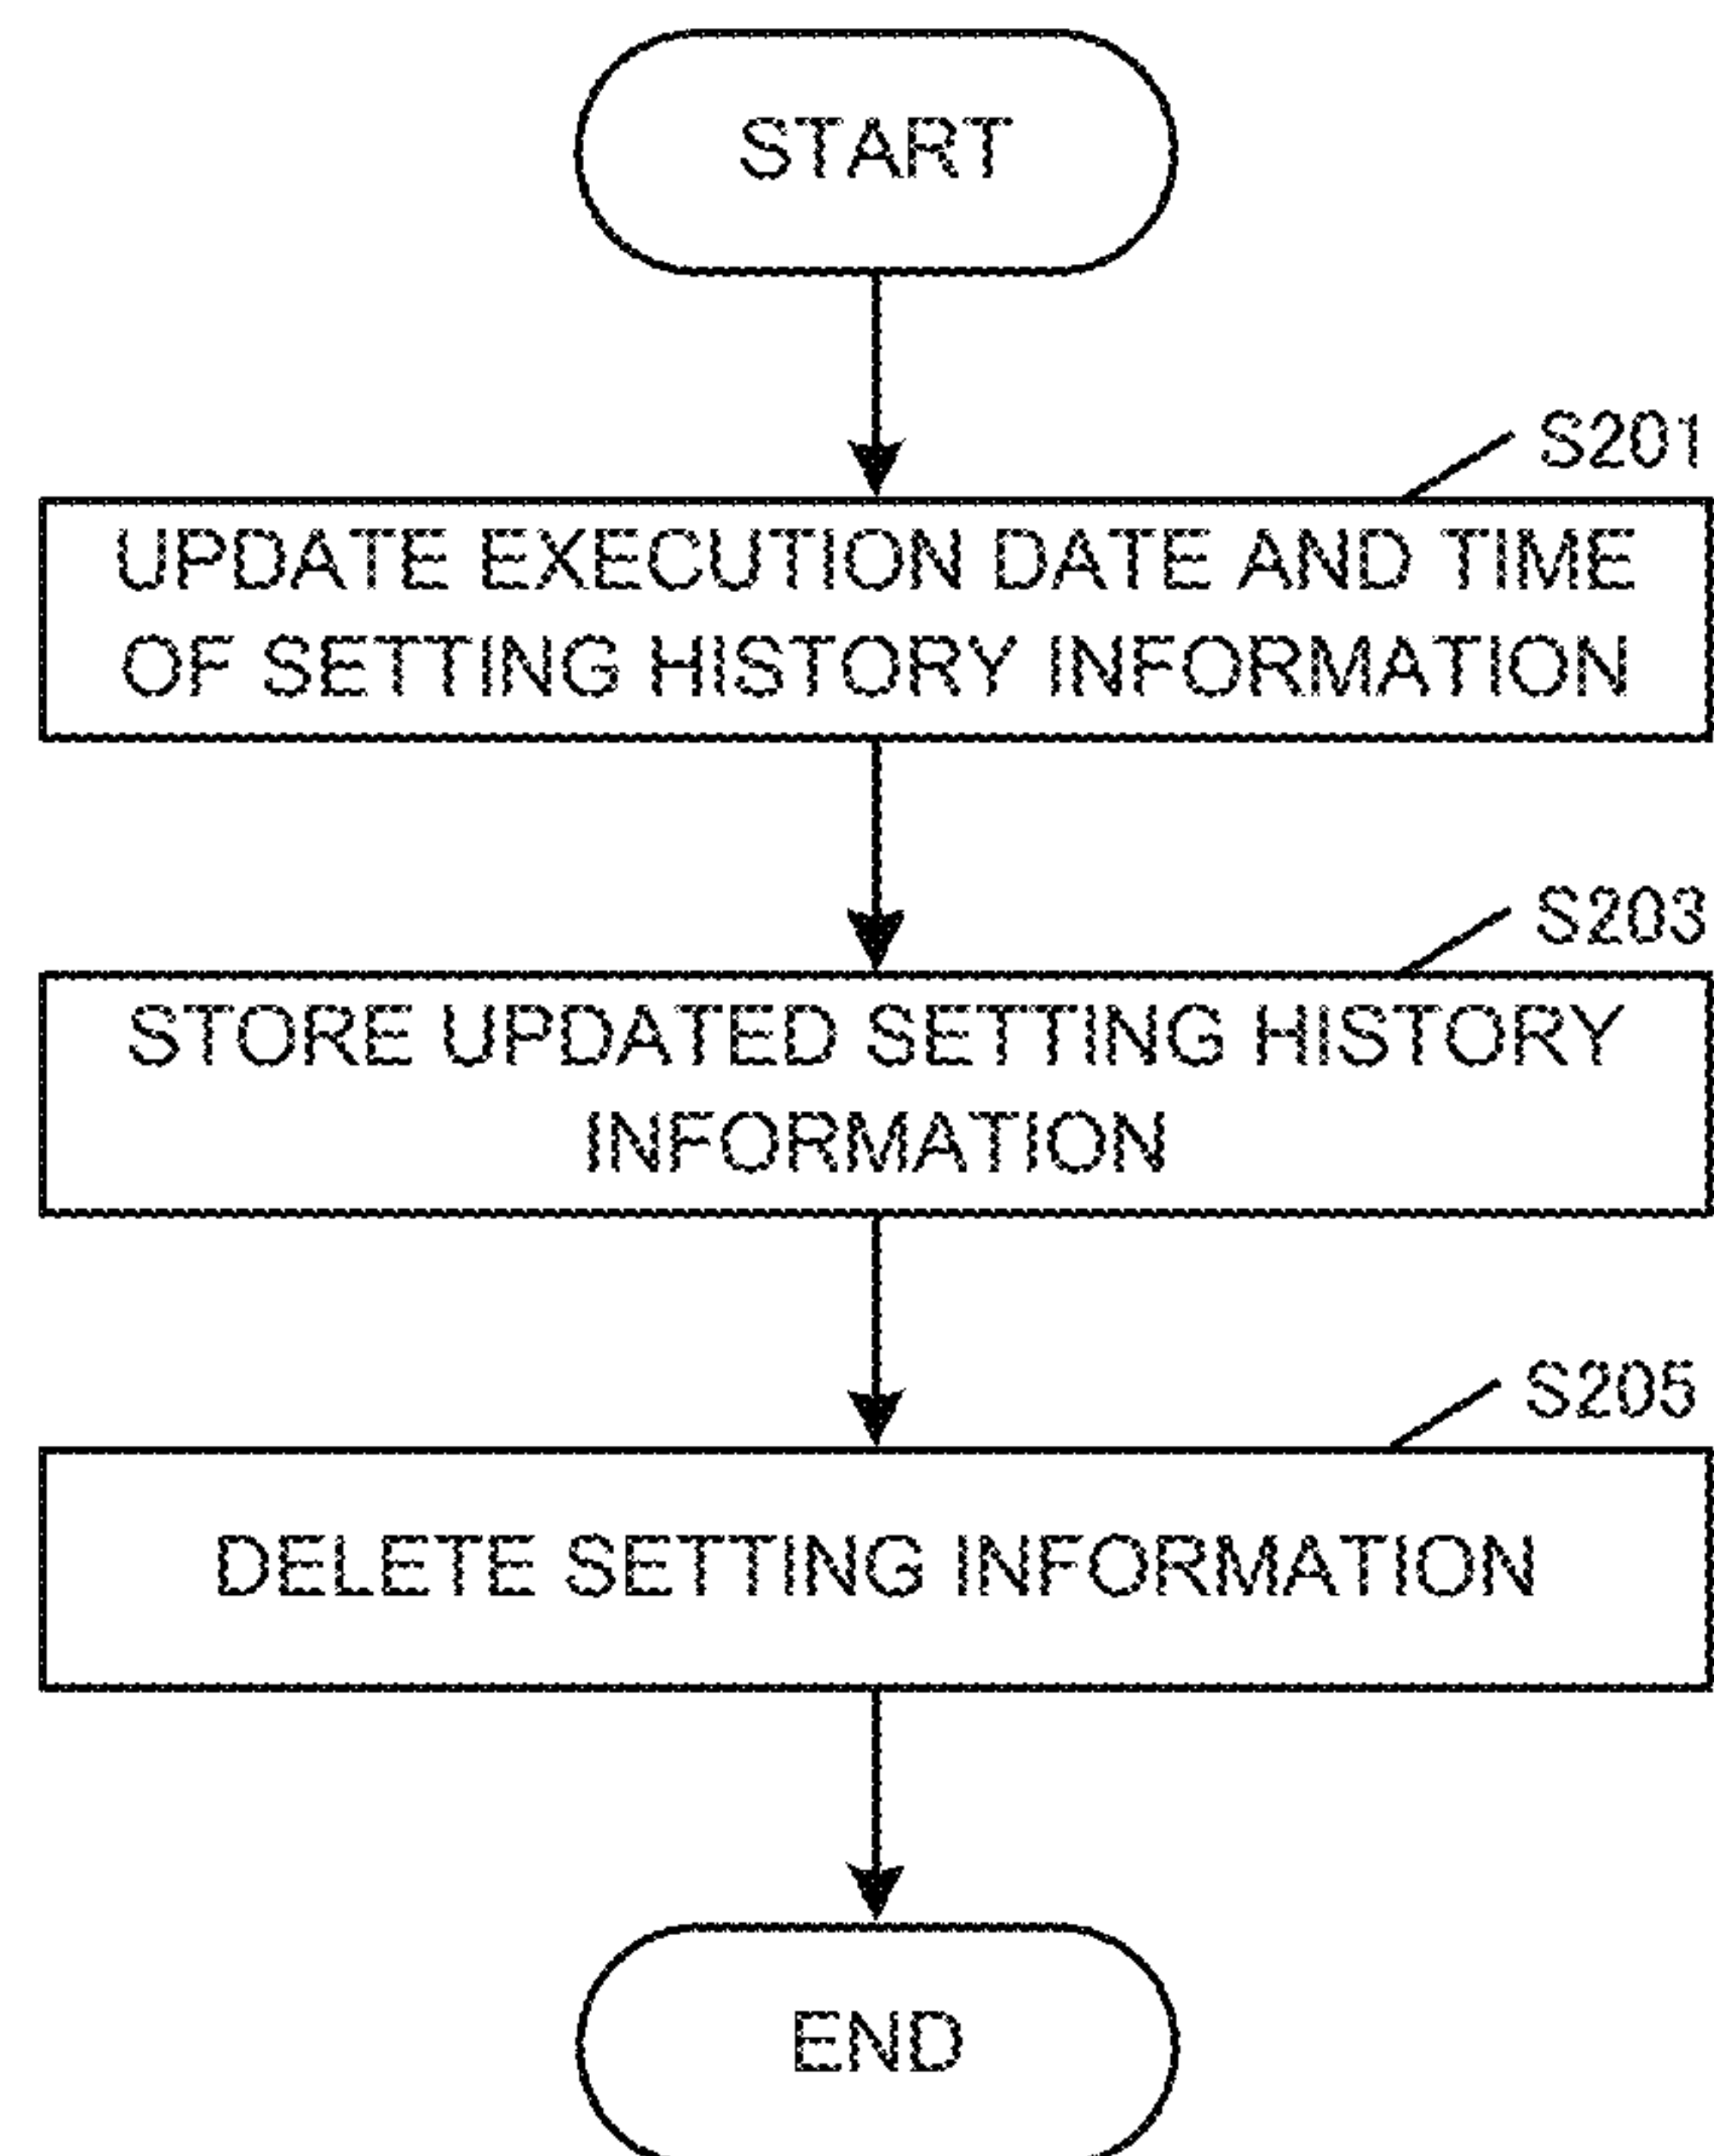 START
S201
UPDATE EXECUTION DATE AND TIME
OF SETTING HISTORY INFORMATION
S203
STORE UPDATED SETTING HISTORY
INFORMATION
S205
DELETE SETTING INFORMATION
END